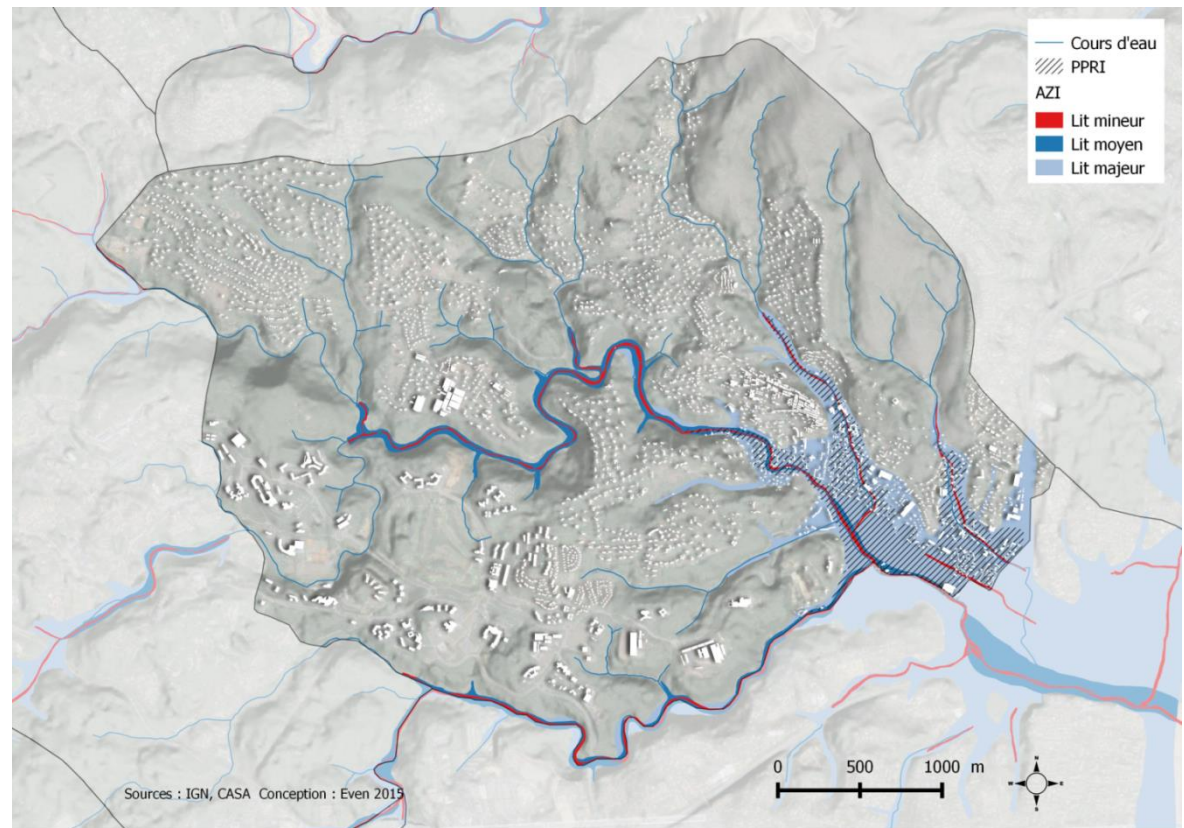 Cours d'eau
PPRI
AZI
Lit mineur
Lit moyen
Lit majeur
0 500 1000 m
Sources : IGN, CASA Conception : Even 2015